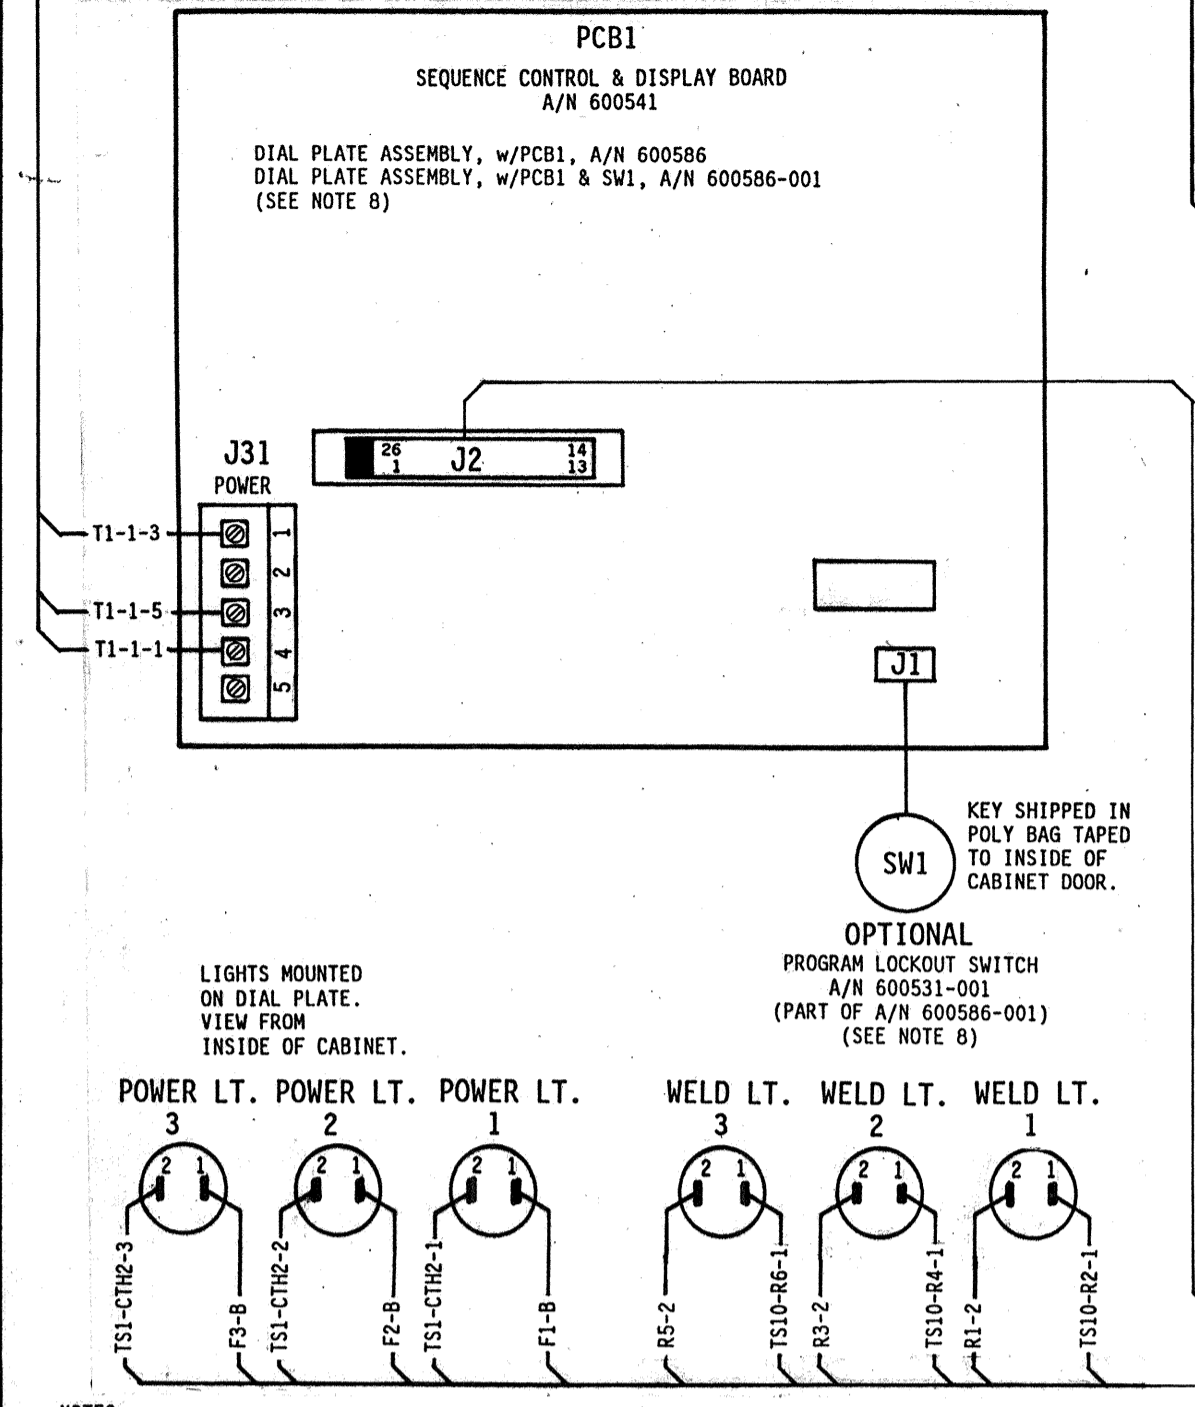 PCB1
SEQUENCE CONTROL & DISPLAY BOARD
A/N 600541
DIAL PLATE ASSEMBLY, w/PCB1, A/N 600586
DIAL PLATE ASSEMBLY, w/PCB1 & SW1, A/N 600586-001
(SEE NOTE 8)
J31
POWER
26
1
J2
14
13
T1-1-3
1
2
T1-1-5
3
T1-1-1
4
5
J1
SW1
KEY SHIPPED IN
POLY BAG TAPED
TO INSIDE OF
CABINET DOOR.
OPTIONAL
PROGRAM LOCKOUT SWITCH
A/N 600531-001
(PART OF A/N 600586-001)
(SEE NOTE 8)
LIGHTS MOUNTED
ON DIAL PLATE.
VIEW FROM
INSIDE OF CABINET.
POWER LT. 3
POWER LT. 2
POWER LT. 1
WELD LT. 3
WELD LT. 2
WELD LT. 1
2 1
2 1
2 1
2 1
2 1
2 1
TS1-CTH2-3
F3-B
TS1-CTH2-2
F2-B
TS1-CTH2-1
F1-B
R5-2
TS10-R6-1
R3-2
TS10-R4-1
R1-2
TS10-R2-1